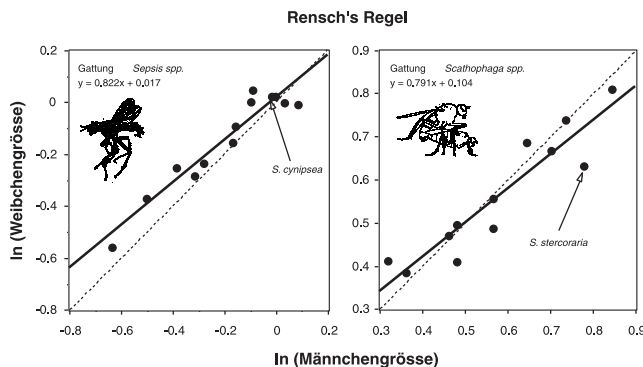 Rensch's Regel
Gattung Sepsis spp.
y = 0.822x + 0.017
S. cynipsea
0.2
0
-0.2
-0.4
-0.6
-0.8
-0.8
-0.6
-0.4
-0.2
0
0.2
ln (Weibchengrösse)
Gattung Scathophaga spp.
y = 0.791x + 0.104
S. stercoraria
0.9
0.8
0.7
0.6
0.5
0.4
0.3
0.3
0.4
0.5
0.6
0.7
0.8
0.9
ln (Männchengrösse)